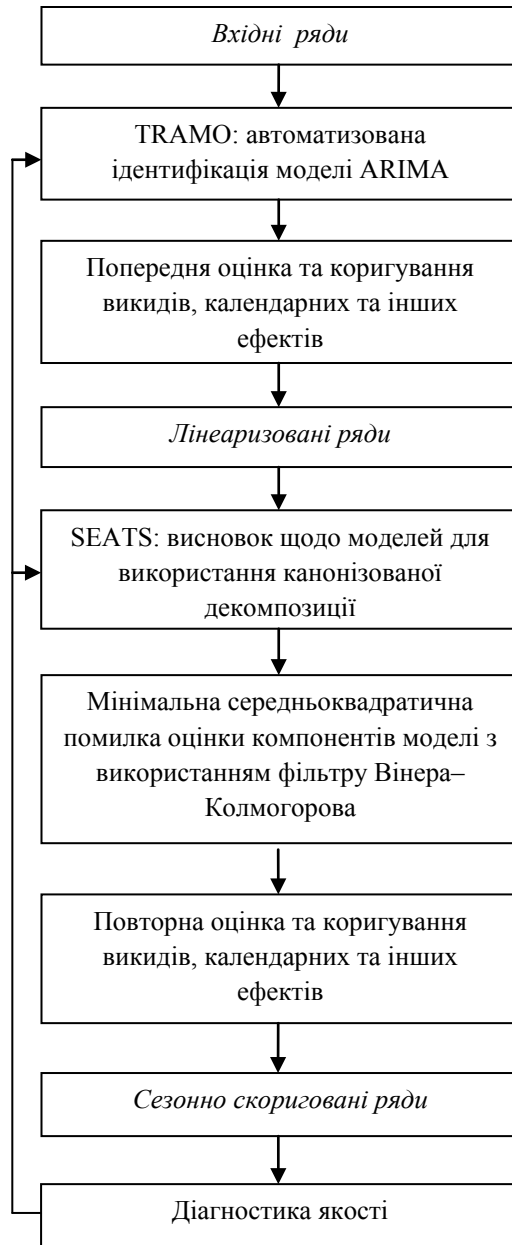 Вхідні ряди
TRAMO: автоматизована
ідентифікація моделі ARIMA
Попередня оцінка та коригування
викидів, календарних та інших
ефектів
Лінеаризовані ряди
SEATS: висновок щодо моделей для
використання канонізованої
декомпозиції
Мінімальна середньоквадратична
помилка оцінки компонентів моделі з
використанням фільтру Вінера–
Колмогорова
Повторна оцінка та коригування
викидів, календарних та інших
ефектів
Сезонно скориговані ряди
Діагностика якості